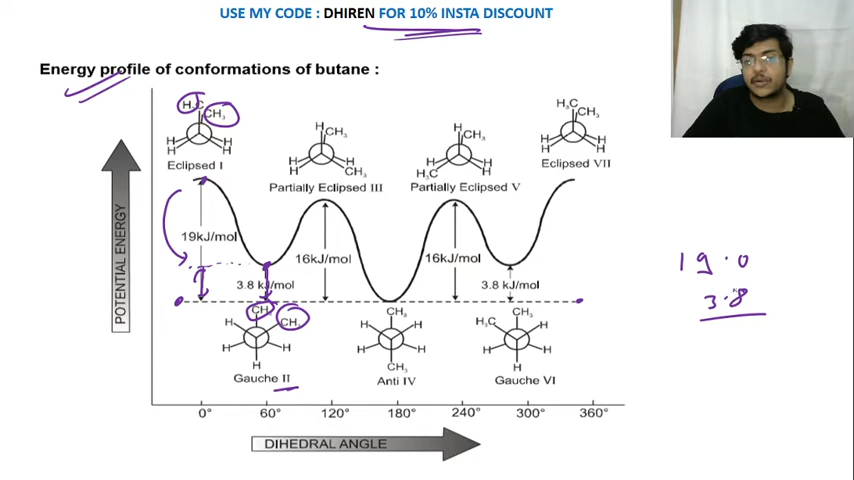 USE MY CODE : DHIREN FOR 10% INSTA DISCOUNT
Energy profile of conformations of butane :
H₃C
CH₃
H
H
H
H
Eclipsed I
H
CH₃
H
H
H
CH₃
Partially Eclipsed III
H
CH₃
H
H₃C
H
H
Partially Eclipsed V
H₃C
CH₃
H
H
H
H
Eclipsed VII
POTENTIAL ENERGY
19kJ/mol
3.8 kJ/mol
16kJ/mol
16kJ/mol
3.8 kJ/mol
19.0
3.8
CH₃
H
CH₃
H
H
H
Gauche II
CH₃
H
H
H
H
CH₃
Anti IV
CH₃
H₃C
H
H
H
H
Gauche VI
0° 60° 120° 180° 240° 300° 360°
DIHEDRAL ANGLE